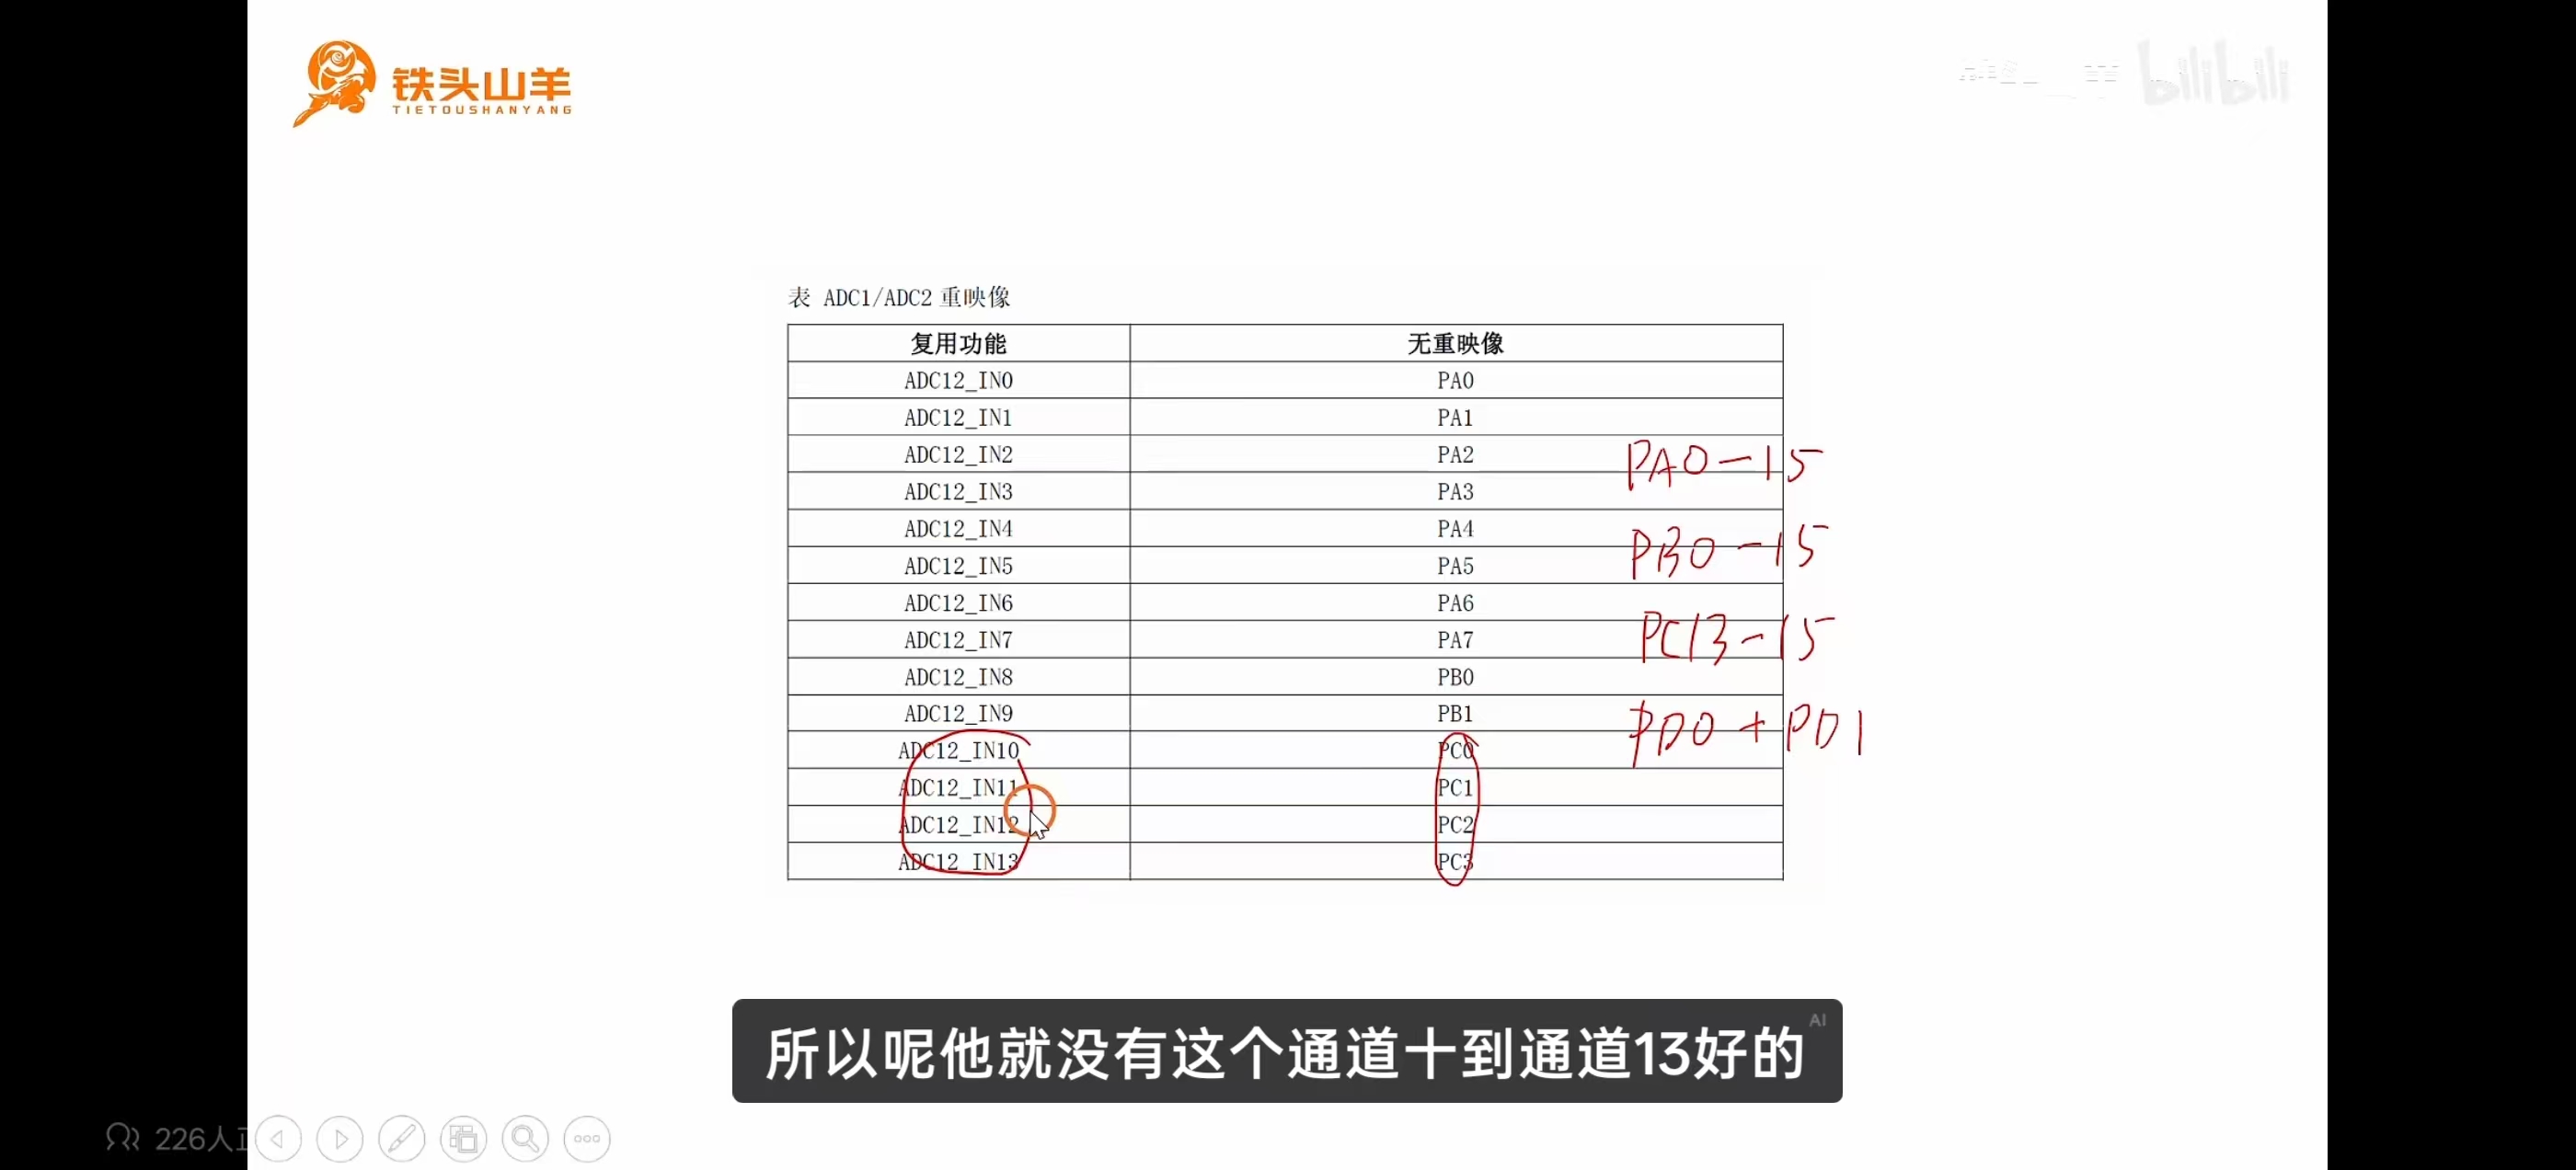 铁头山羊
TIETOUSHANYANG
bilibili
表 ADC1/ADC2 重映像
复用功能 无重映像
ADC12_IN0 PA0
ADC12_IN1 PA1
ADC12_IN2 PA2
ADC12_IN3 PA3
ADC12_IN4 PA4
ADC12_IN5 PA5
ADC12_IN6 PA6
ADC12_IN7 PA7
ADC12_IN8 PB0
ADC12_IN9 PB1
ADC12_IN10 PC0
ADC12_IN11 PC1
ADC12_IN12 PC2
ADC12_IN13 PC3
PA0-15
PB0-15
PC13-15
PD0+PD1
所以呢他就没有这个通道十到通道13好的
AI
226人正